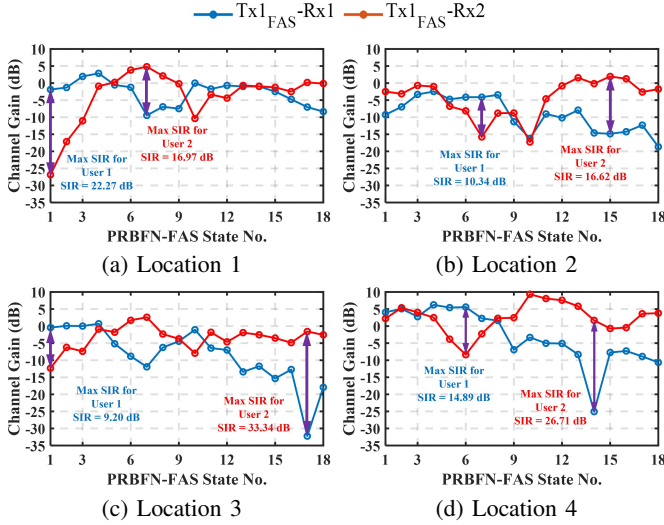 Tx1FAS-Rx1 Tx1FAS-Rx2
10
5
0
-5
-10
-15
-20
-25
-30
-35
Channel Gain (dB)
Max SIR for
User 1
SIR = 22.27 dB
Max SIR for
User 2
SIR = 16.97 dB
1 3 6 9 12 15 18
PRBFN-FAS State No.
(a) Location 1
10
5
0
-5
-10
-15
-20
-25
-30
-35
Channel Gain (dB)
Max SIR for
User 1
SIR = 10.34 dB
Max SIR for
User 2
SIR = 16.62 dB
1 3 6 9 12 15 18
PRBFN-FAS State No.
(b) Location 2
10
5
0
-5
-10
-15
-20
-25
-30
-35
Channel Gain (dB)
Max SIR for
User 1
SIR = 9.20 dB
Max SIR for
User 2
SIR = 33.34 dB
1 3 6 9 12 15 18
PRBFN-FAS State No.
(c) Location 3
10
5
0
-5
-10
-15
-20
-25
-30
-35
Channel Gain (dB)
Max SIR for
User 1
SIR = 14.89 dB
Max SIR for
User 2
SIR = 26.71 dB
1 3 6 9 12 15 18
PRBFN-FAS State No.
(d) Location 4